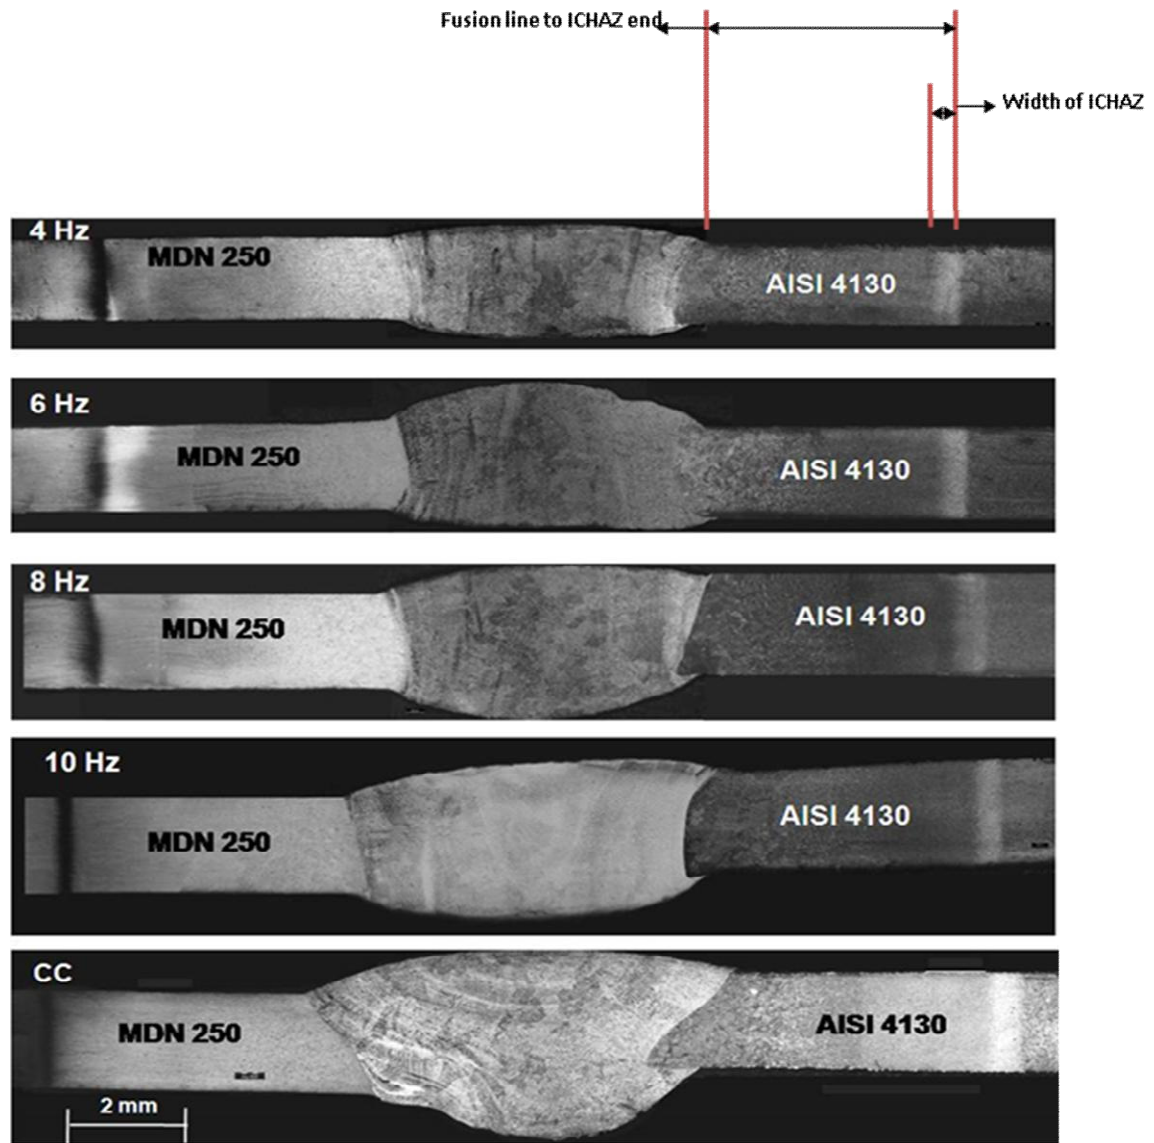 Fusion line to ICHAZ end
Width of ICHAZ
4 Hz
MDN 250
AISI 4130
6 Hz
MDN 250
AISI 4130
8 Hz
MDN 250
AISI 4130
10 Hz
MDN 250
AISI 4130
CC
MDN 250
AISI 4130
2 mm